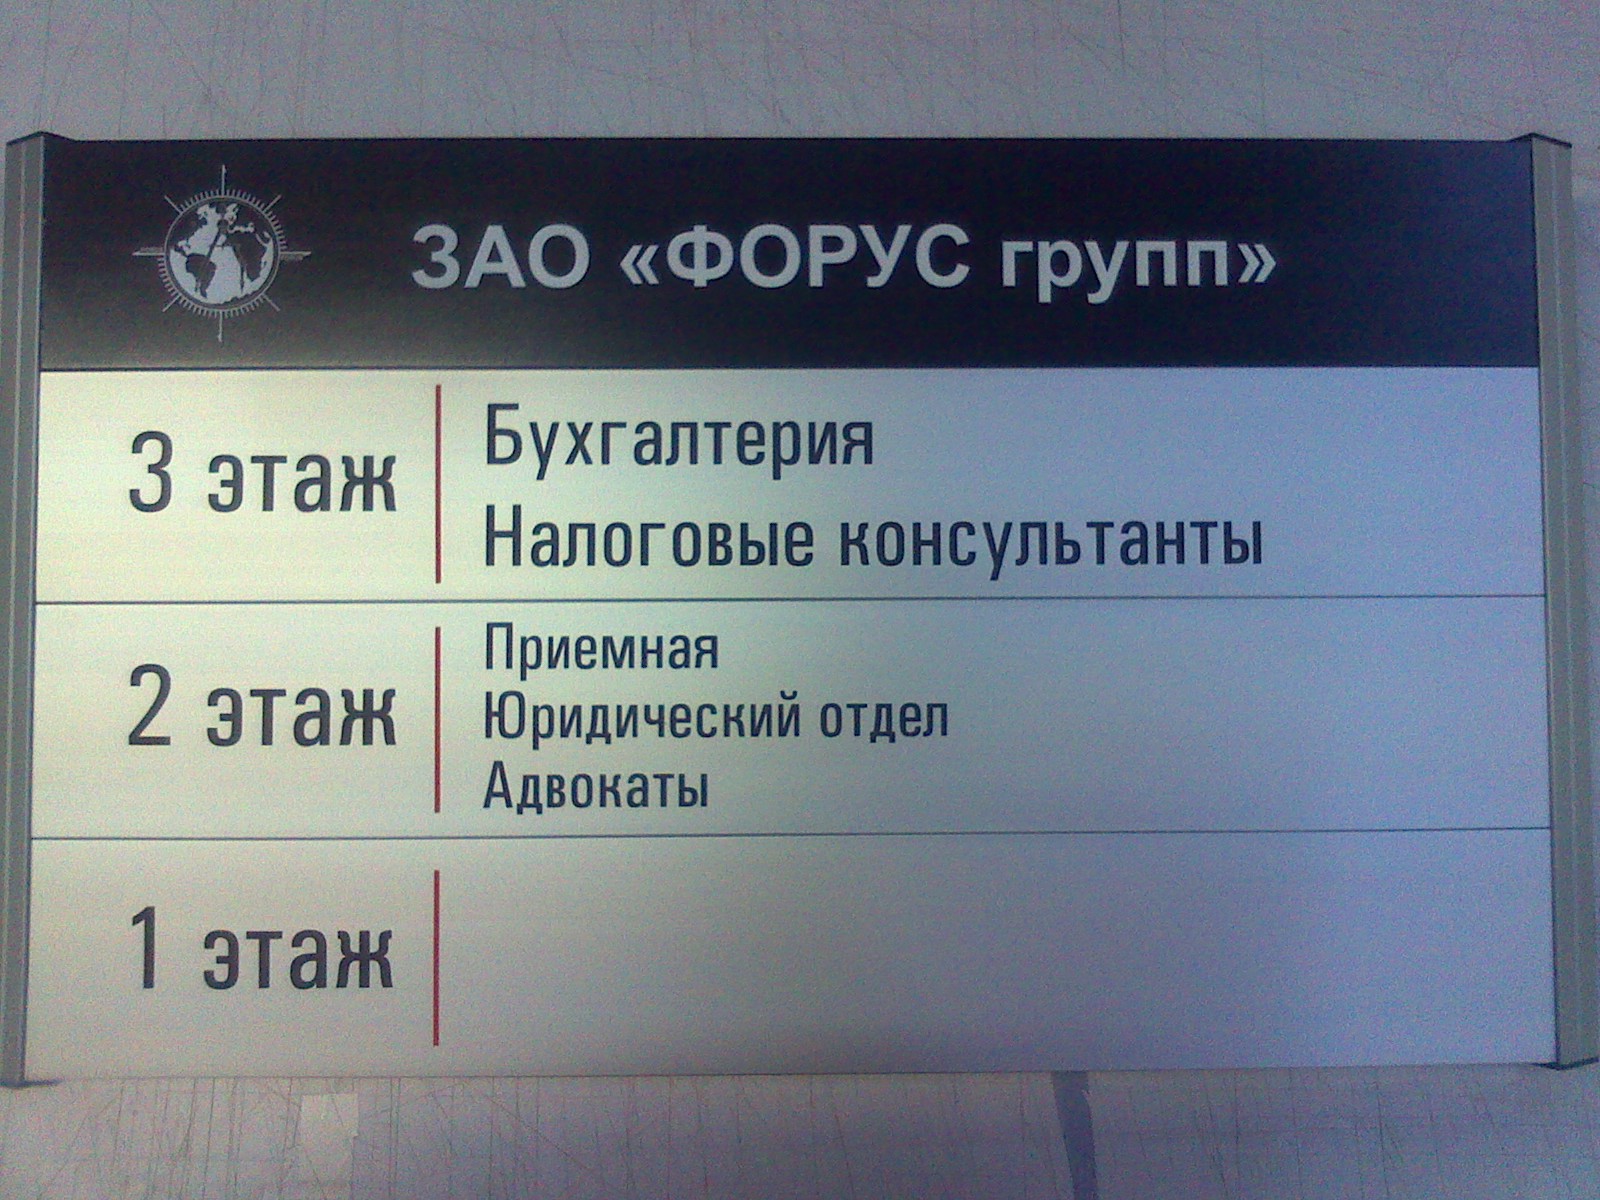 ЗАО «ФОРУС групп»
3 этаж
Бухгалтерия
Налоговые консультанты
2 этаж
Приемная
Юридический отдел
Адвокаты
1 этаж